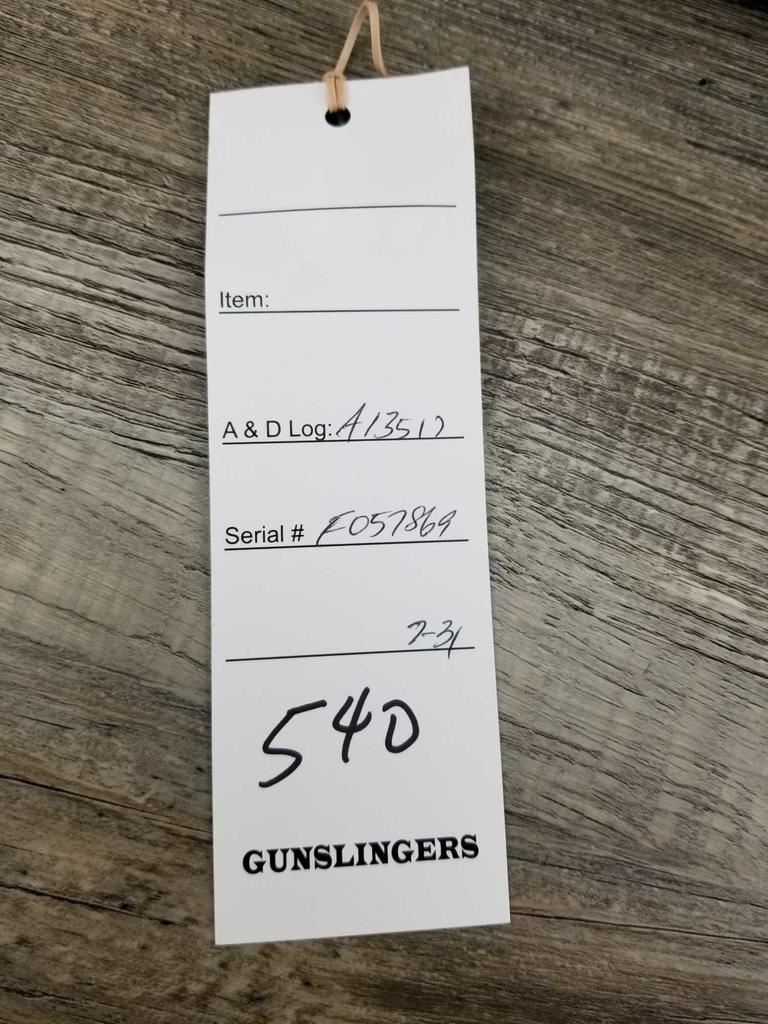 Item:
A & D Log: A13517
Serial # F057869
7-31
540
GUNSLINGERS